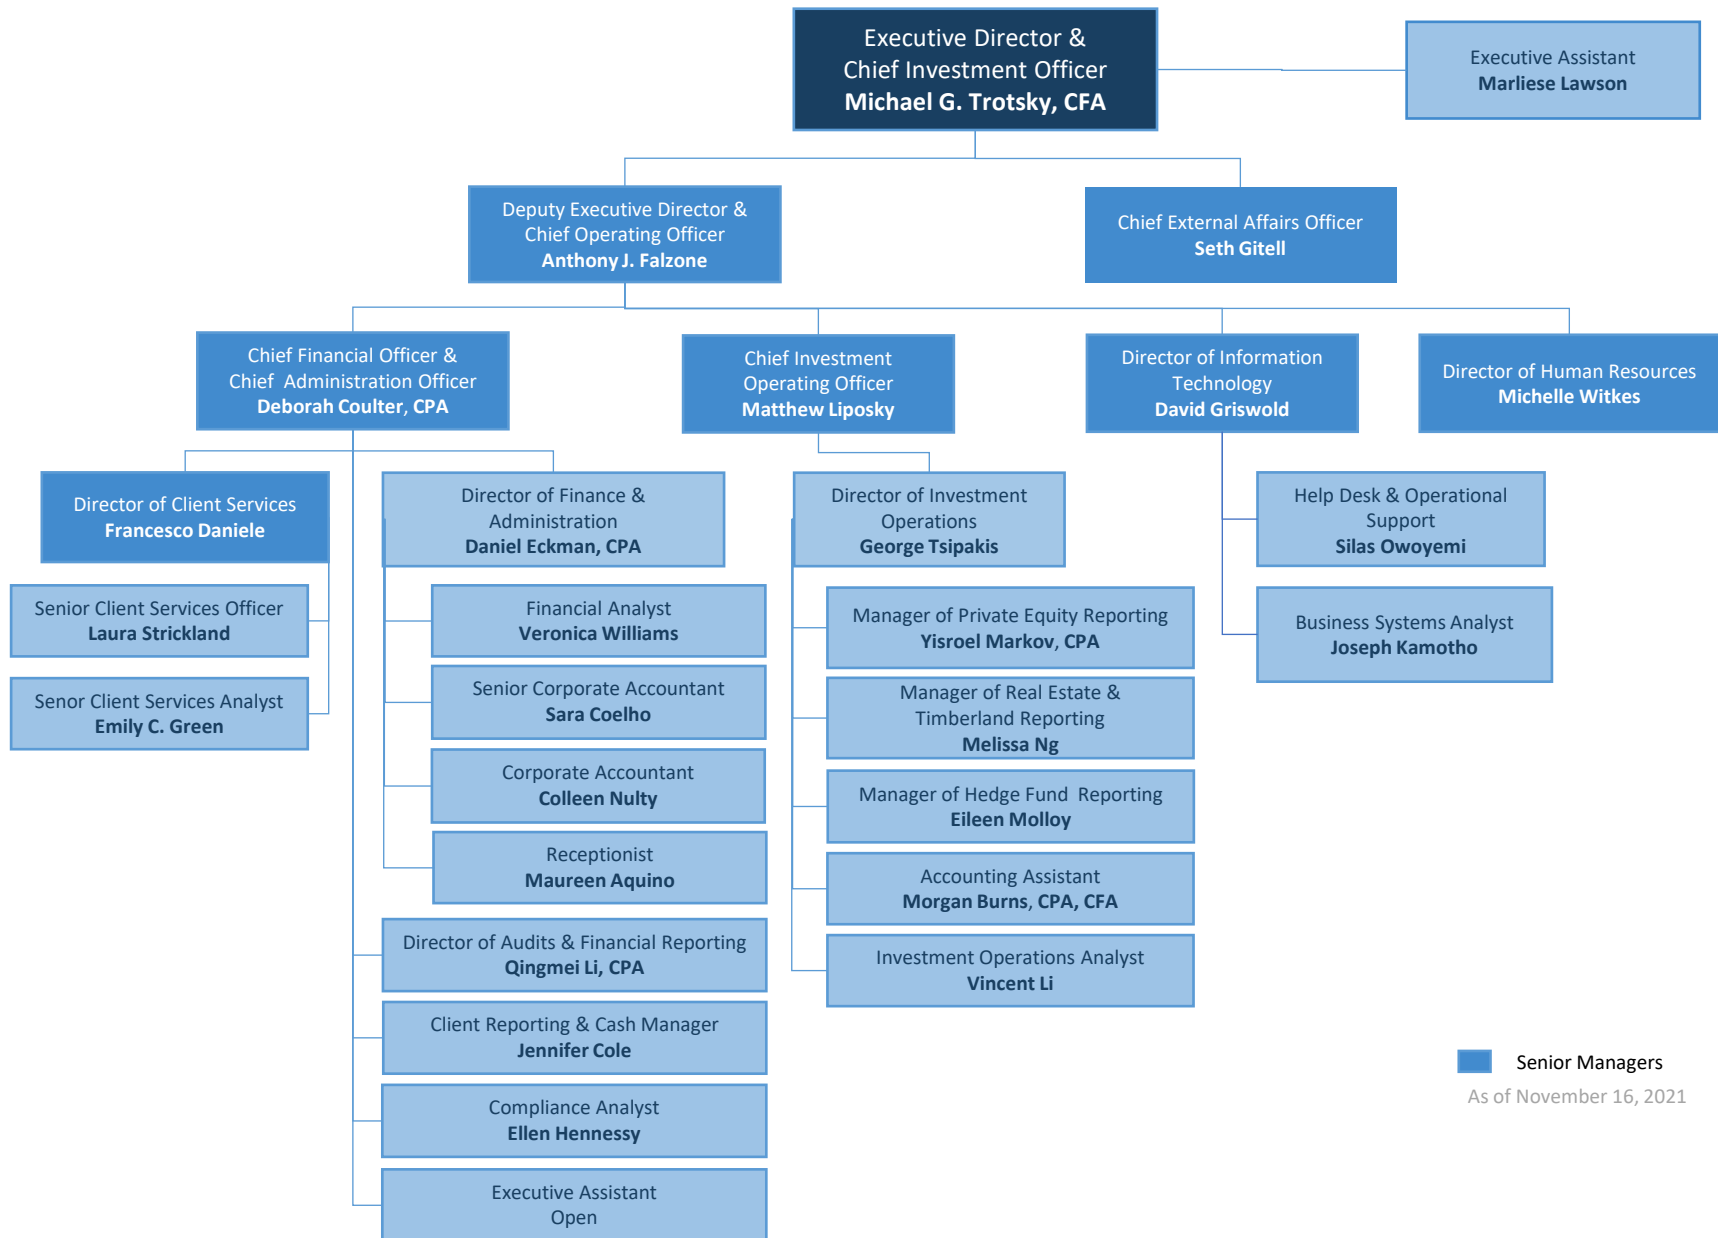 Executive Director &
Chief Investment Officer
Michael G. Trotsky, CFA
Executive Assistant
Marliese Lawson
Deputy Executive Director &
Chief Operating Officer
Anthony J. Falzone
Chief External Affairs Officer
Seth Gitell
Chief Financial Officer &
Chief Administration Officer
Deborah Coulter, CPA
Chief Investment
Operating Officer
Matthew Liposky
Director of Information
Technology
David Griswold
Director of Human Resources
Michelle Witkes
Director of Client Services
Francesco Daniele
Director of Finance &
Administration
Daniel Eckman, CPA
Director of Investment
Operations
George Tsipakis
Help Desk & Operational
Support
Silas Owoyemi
Senior Client Services Officer
Laura Strickland
Financial Analyst
Veronica Williams
Manager of Private Equity Reporting
Yisroel Markov, CPA
Business Systems Analyst
Joseph Kamotho
Senor Client Services Analyst
Emily C. Green
Senior Corporate Accountant
Sara Coelho
Manager of Real Estate &
Timberland Reporting
Melissa Ng
Corporate Accountant
Colleen Nulty
Manager of Hedge Fund Reporting
Eileen Molloy
Receptionist
Maureen Aquino
Accounting Assistant
Morgan Burns, CPA, CFA
Director of Audits & Financial Reporting
Qingmei Li, CPA
Investment Operations Analyst
Vincent Li
Client Reporting & Cash Manager
Jennifer Cole
Compliance Analyst
Ellen Hennessy
Executive Assistant
Open
Senior Managers
As of November 16, 2021